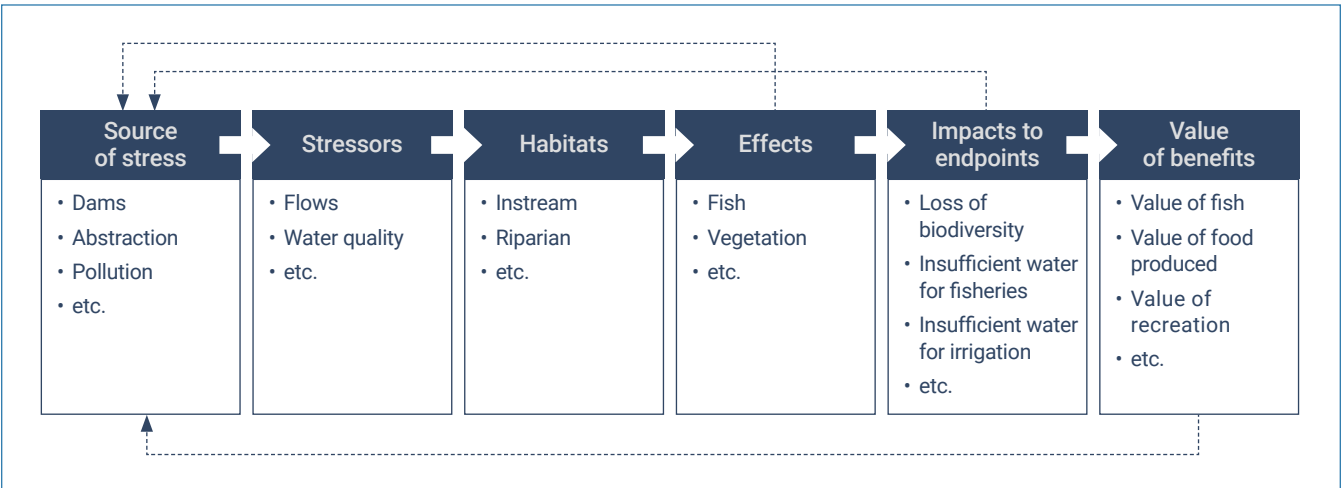 Source
of stress
• Dams
• Abstraction
• Pollution
• etc.
Stressors
• Flows
• Water quality
• etc.
Habitats
• Instream
• Riparian
• etc.
Effects
• Fish
• Vegetation
• etc.
Impacts to
endpoints
• Loss of
biodiversity
• Insufficient water
for fisheries
• Insufficient water
for irrigation
• etc.
Value
of benefits
• Value of fish
• Value of food
produced
• Value of
recreation
• etc.